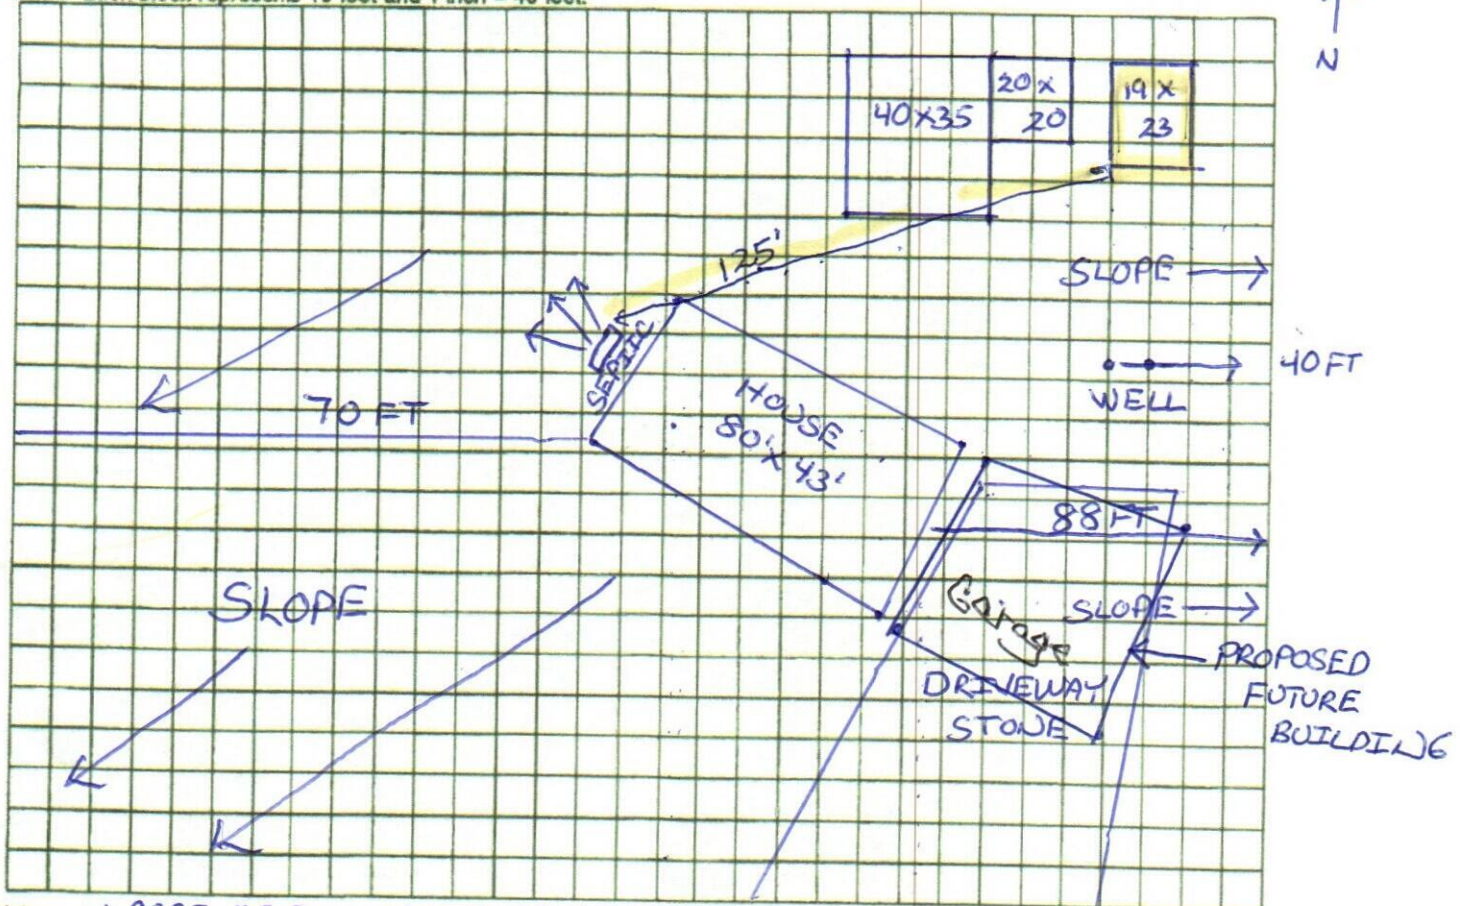 N
20 x
20
40x35
19 x
23
125'
SLOPE
40 FT
WELL
SEPTIC
70 FT
HOUSE
80' x 43'
88 FT
SLOPE
Garage
SLOPE
PROPOSED
FUTURE
BUILDING
DRIVEWAY
STONE